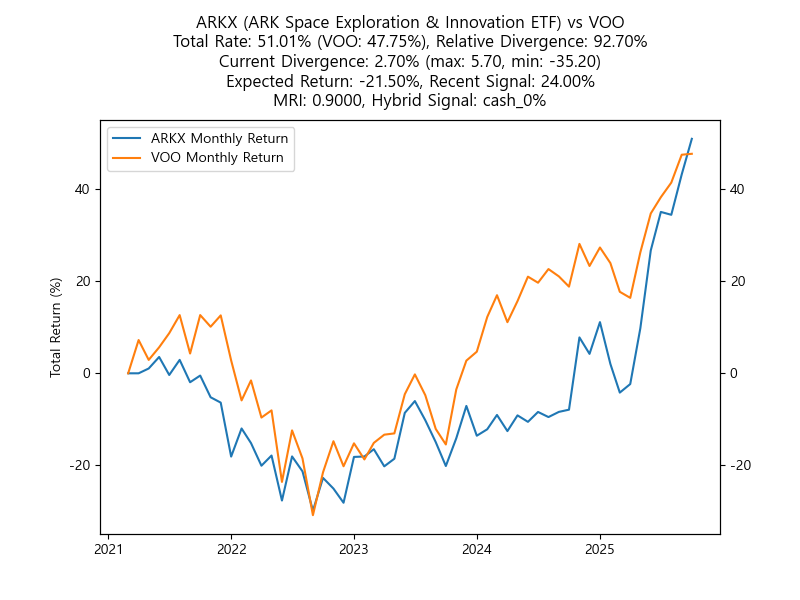 ARKX (ARK Space Exploration & Innovation ETF) vs VOO
Total Rate: 51.01% (VOO: 47.75%), Relative Divergence: 92.70%
Current Divergence: 2.70% (max: 5.70, min: -35.20)
Expected Return: -21.50%, Recent Signal: 24.00%
MRI: 0.9000, Hybrid Signal: cash_0%
ARKX Monthly Return
VOO Monthly Return
Total Return (%)
40
20
0
-20
40
20
0
-20
2021
2022
2023
2024
2025